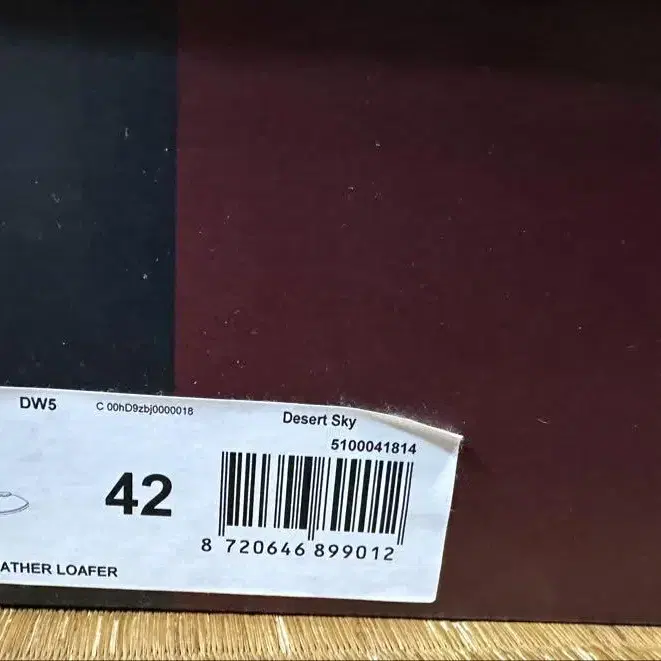 DW5 C 00hD9zbj0000018 Desert Sky
5100041814
42
8 720646 899012
ATHER LOAFER